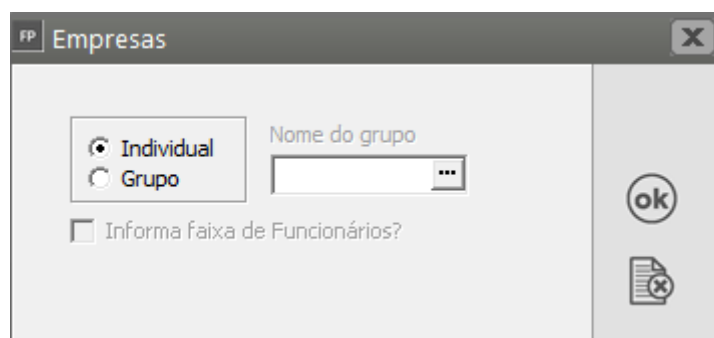 FP Empresas
Individual
Grupo
Nome do grupo
...
Informa faixa de Funcionários?
ok